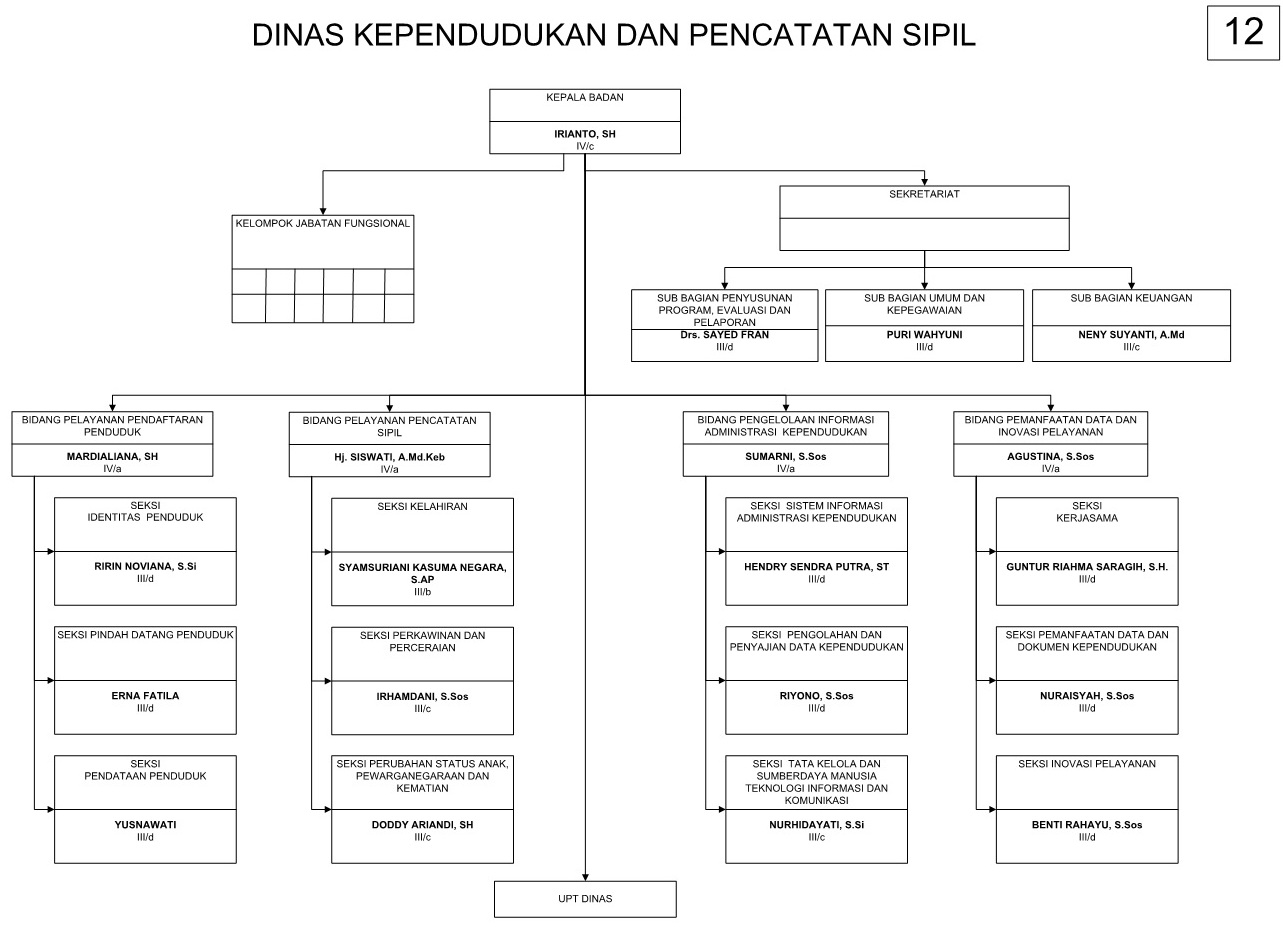 DINAS KEPENDUDUKAN DAN PENCATATAN SIPIL
12
KEPALA BADAN
IRIANTO, SH
IV/c
KELOMPOK JABATAN FUNGSIONAL
SEKRETARIAT
SUB BAGIAN PENYUSUNAN
PROGRAM, EVALUASI DAN
PELAPORAN
Drs. SAYED FRAN
III/d
SUB BAGIAN UMUM DAN
KEPEGAWAIAN
PURI WAHYUNI
III/d
SUB BAGIAN KEUANGAN
NENY SUYANTI, A.Md
III/c
BIDANG PELAYANAN PENDAFTARAN
PENDUDUK
MARDIALIANA, SH
IV/a
SEKSI
IDENTITAS PENDUDUK
RIRIN NOVIANA, S.Si
III/d
SEKSI PINDAH DATANG PENDUDUK
ERNA FATILA
III/d
SEKSI
PENDATAAN PENDUDUK
YUSNAWATI
III/d
BIDANG PELAYANAN PENCATATAN
SIPIL
Hj. SISWATI, A.Md.Keb
IV/a
SEKSI KELAHIRAN
SYAMSURIANI KASUMA NEGARA,
S.AP
III/b
SEKSI PERKAWINAN DAN
PERCERAIAN
IRHAMDANI, S.Sos
III/c
SEKSI PERUBAHAN STATUS ANAK,
PEWARGANEGARAAN DAN
KEMATIAN
DODDY ARIANDI, SH
III/c
BIDANG PENGELOLAAN INFORMASI
ADMINISTRASI KEPENDUDUKAN
SUMARNI, S.Sos
IV/a
SEKSI SISTEM INFORMASI
ADMINISTRASI KEPENDUDUKAN
HENDRY SENDRA PUTRA, ST
III/d
SEKSI PENGOLAHAN DAN
PENYAJIAN DATA KEPENDUDUKAN
RIYONO, S.Sos
III/d
SEKSI TATA KELOLA DAN
SUMBERDAYA MANUSIA
TEKNOLOGI INFORMASI DAN
KOMUNIKASI
NURHIDAYATI, S.Si
III/c
BIDANG PEMANFAATAN DATA DAN
INOVASI PELAYANAN
AGUSTINA, S.Sos
IV/a
SEKSI
KERJASAMA
GUNTUR RIAHMA SARAGIH, S.H.
III/d
SEKSI PEMANFAATAN DATA DAN
DOKUMEN KEPENDUDUKAN
NURAISYAH, S.Sos
III/d
SEKSI INOVASI PELAYANAN
BENTI RAHAYU, S.Sos
III/d
UPT DINAS